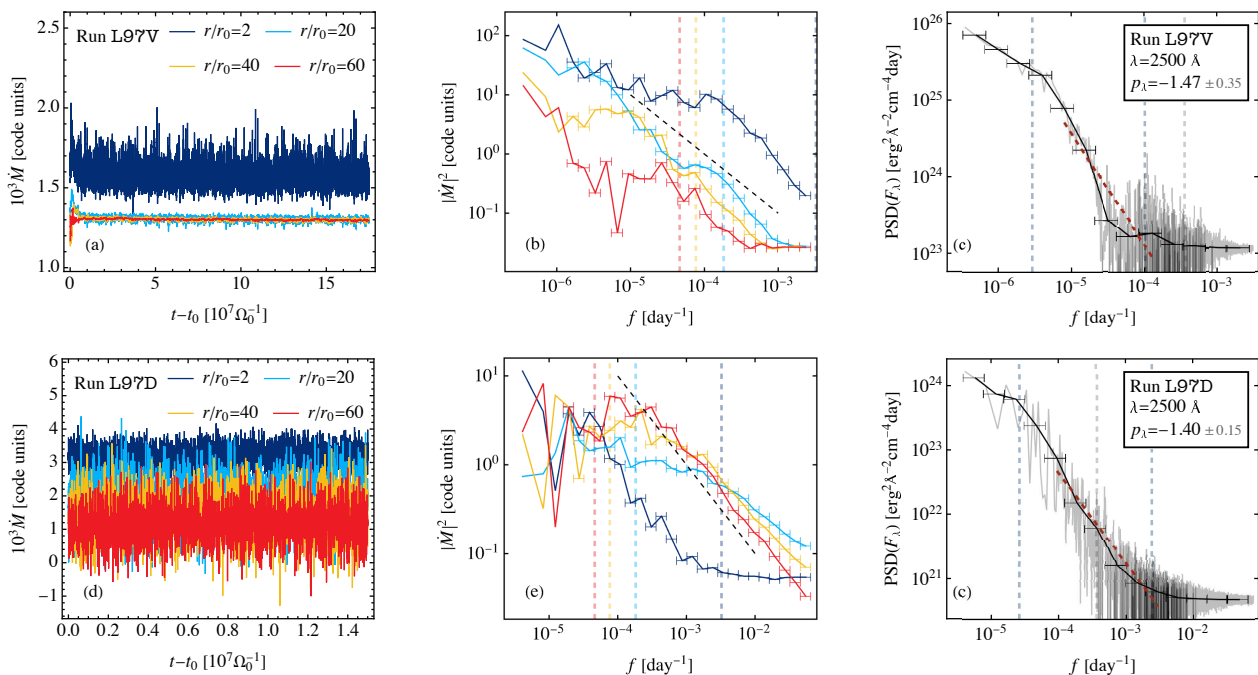 2.5
2.0
1.5
1.0
10³Ṁ [code units]
Run L97V
r/r₀=2
r/r₀=20
r/r₀=40
r/r₀=60
(a)
0 5 10 15
t−t₀ [10⁷Ω₀⁻¹]
10²
10¹
10⁰
10⁻¹
|Ṁ|² [code units]
(b)
10⁻⁶ 10⁻⁵ 10⁻⁴ 10⁻³
f [day⁻¹]
10²⁶
10²⁵
10²⁴
10²³
PSD(F_λ) [erg²Å⁻²cm⁻⁴day]
Run L97V
λ=2500 Å
p_λ=−1.47 ±0.35
(c)
10⁻⁶ 10⁻⁵ 10⁻⁴ 10⁻³
f [day⁻¹]
6
5
4
3
2
1
0
−1
10³Ṁ [code units]
Run L97D
r/r₀=2
r/r₀=20
r/r₀=40
r/r₀=60
(d)
0.0 0.2 0.4 0.6 0.8 1.0 1.2 1.4
t−t₀ [10⁷Ω₀⁻¹]
10¹
10⁰
10⁻¹
|Ṁ|² [code units]
(e)
10⁻⁵ 10⁻⁴ 10⁻³ 10⁻²
f [day⁻¹]
10²⁴
10²³
10²²
10²¹
PSD(F_λ) [erg²Å⁻²cm⁻⁴day]
Run L97D
λ=2500 Å
p_λ=−1.40 ±0.15
(c)
10⁻⁵ 10⁻⁴ 10⁻³ 10⁻²
f [day⁻¹]